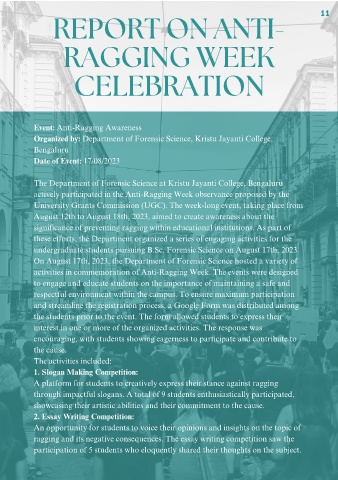 11
REPORT ON ANTI-
RAGGING WEEK
CELEBRATION
Event: Anti-Ragging Awareness
Organized by: Department of Forensic Science, Kristu Jayanti College,
Bengaluru
Date of Event: 17/08/2023
The Department of Forensic Science at Kristu Jayanti College, Bengaluru
actively participated in the Anti-Ragging Week observance proposed by the
University Grants Commission (UGC). The week-long event, taking place from
August 12th to August 18th, 2023, aimed to create awareness about the
significance of preventing ragging within educational institutions. As part of
these efforts, the Department organized a series of engaging activities for the
undergraduate students pursuing B.Sc. Forensic Science on August 17th, 2023.
On August 17th, 2023, the Department of Forensic Science hosted a variety of
activities in commemoration of Anti-Ragging Week. The events were designed
to engage and educate students on the importance of maintaining a safe and
respectful environment within the campus. To ensure maximum participation
and streamline the registration process, a Google Form was distributed among
the students prior to the event. The form allowed students to express their
interest in one or more of the organized activities. The response was
encouraging, with students showing eagerness to participate and contribute to
the cause.
The activities included:
1. Slogan Making Competition:
A platform for students to creatively express their stance against ragging
through impactful slogans. A total of 9 students enthusiastically participated,
showcasing their artistic abilities and their commitment to the cause.
2. Essay Writing Competition:
An opportunity for students to voice their opinions and insights on the topic of
ragging and its negative consequences. The essay writing competition saw the
participation of 5 students who eloquently shared their thoughts on the subject.